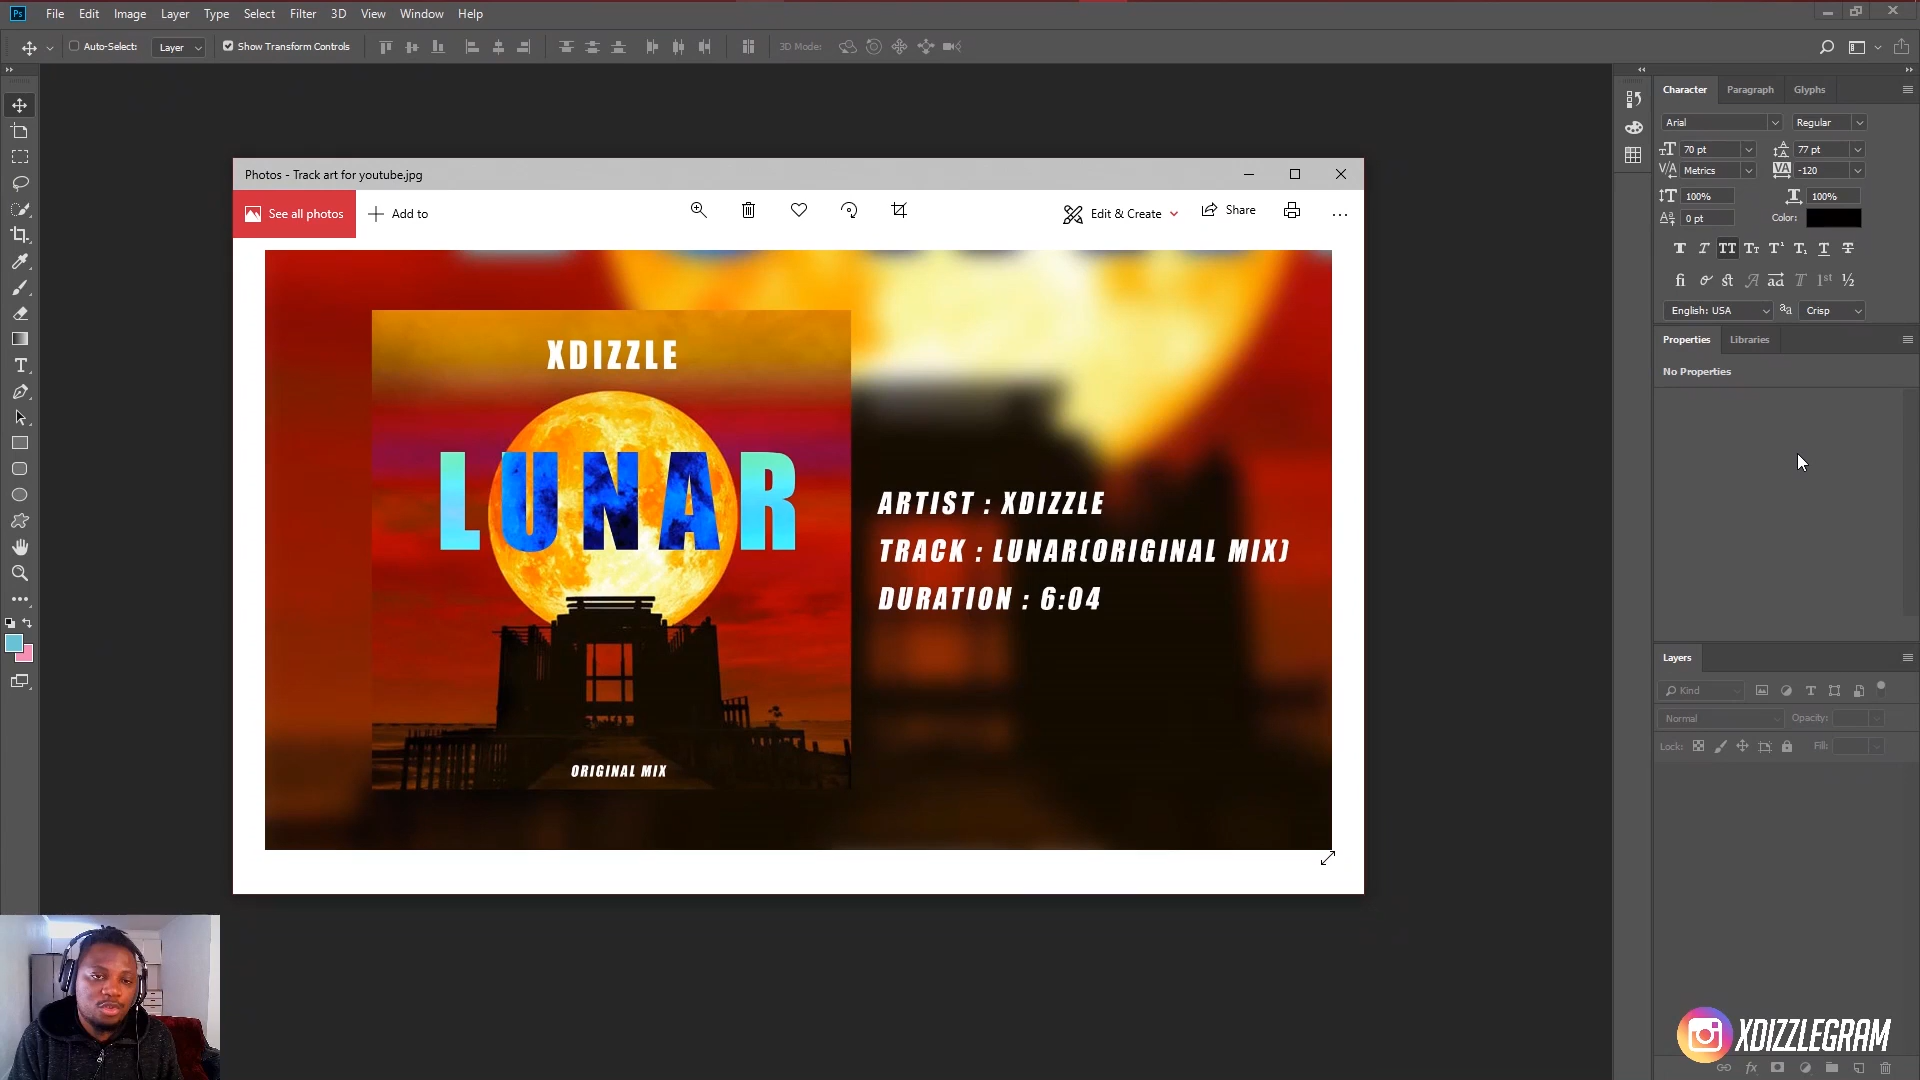 Ps File Edit Image Layer Type Select Filter 3D View Window Help
Auto-Select: Layer Show Transform Controls 3D Mode:
Character Paragraph Glyphs
Arial Regular
70 pt 77 pt
Metrics -120
100% 100%
0 pt Color:
English: USA Crisp
Properties Libraries
No Properties
Layers
Kind
Normal Opacity:
Lock: Fill:
Photos - Track art for youtube.jpg
See all photos Add to Edit & Create Share
XDIZZLE
LUNAR
ORIGINAL MIX
ARTIST : XDIZZLE
TRACK : LUNAR(ORIGINAL MIX)
DURATION : 6:04
XDIZZLEGRAM